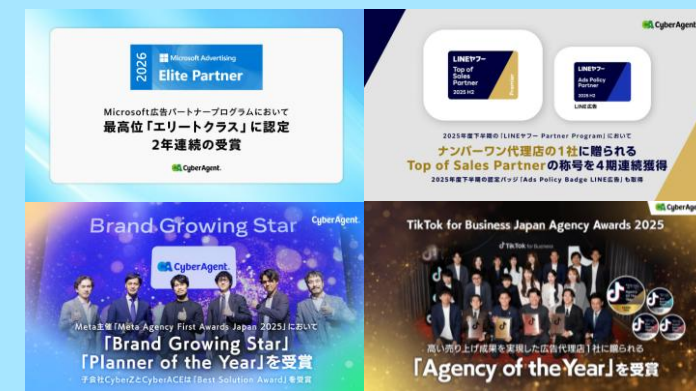 2026
Microsoft Advertising
Elite Partner
Microsoft広告パートナープログラムにおいて
最高位「エリートクラス」に認定
2年連続の受賞
CyberAgent.
CyberAgent.
LINEヤフー
Top of
Sales
Partner
2025 H2
Premier
LINEヤフー
Ads Policy
Partner
2025 H2
LINE広告
2025年度下半期の「LINEヤフー Partner Program」において
ナンバーワン代理店の1社に贈られる
Top of Sales Partnerの称号を4期連続獲得
2025年度下半期の認定バッジ「Ads Policy Badge LINE広告」も取得
Brand Growing Star
CyberAgent.
CyberAgent.
Meta主催「Meta Agency First Awards Japan 2025」において
「Brand Growing Star」
「Planner of the Year」を受賞
子会社CyberZとCyberACEは「Best Solution Award」を受賞
CyberAge
TikTok for Business Japan Agency Awards 2025
TikTok for Business
高い売り上げ成果を実現した広告代理店1社に贈られる
「Agency of the Year」を受賞